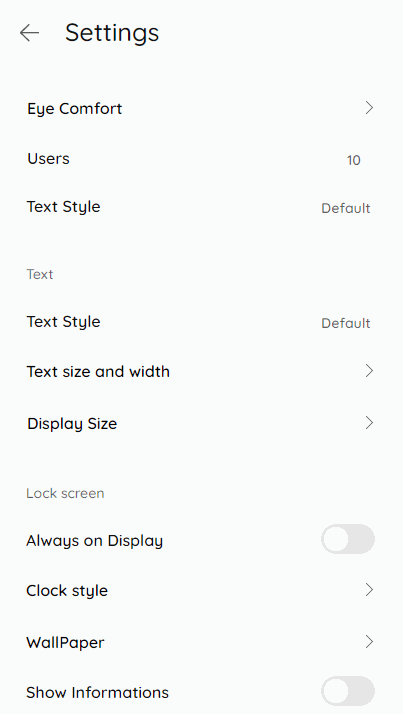 Settings
Eye Comfort
Users 10
Text Style Default
Text
Text Style Default
Text size and width
Display Size
Lock screen
Always on Display
Clock style
WallPaper
Show Informations